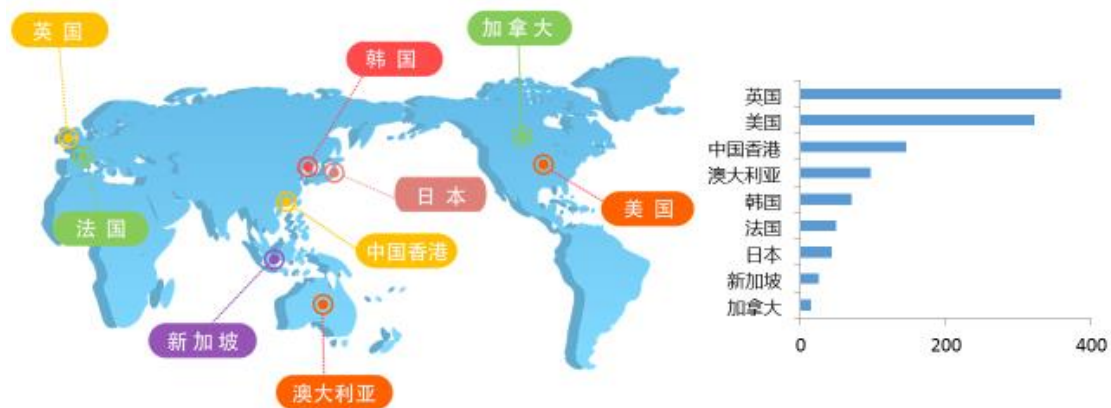 英国
加拿大
韩国
日本
美国
法国
中国香港
新加坡
澳大利亚
英国
美国
中国香港
澳大利亚
韩国
法国
日本
新加坡
加拿大
0 200 400